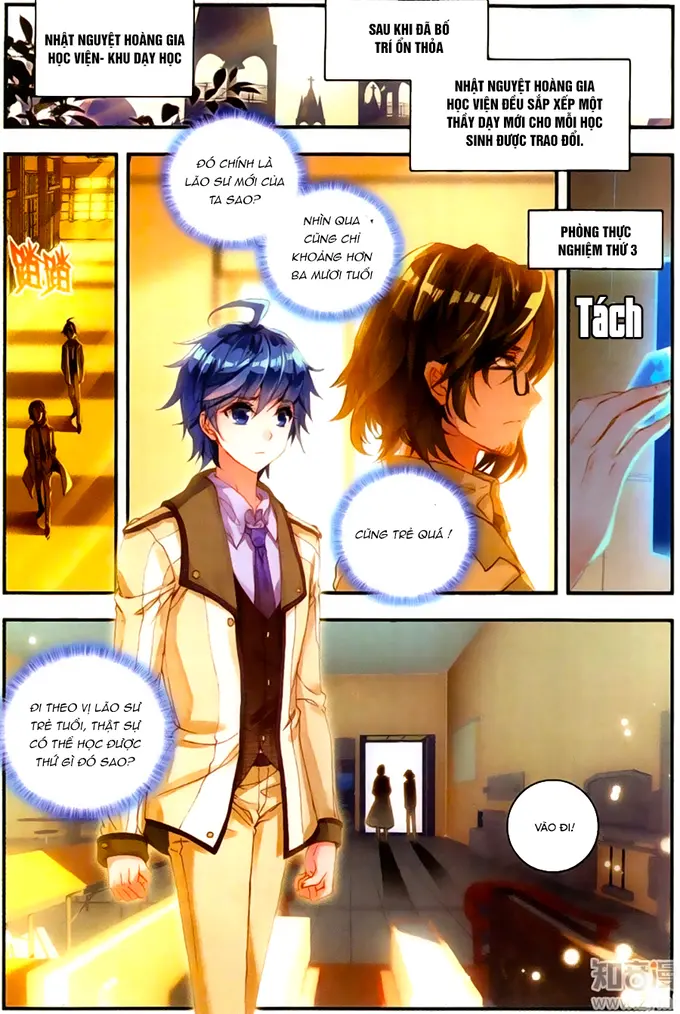 NHẬT NGUYỆT HOÀNG GIA
HỌC VIỆN- KHU DẠY HỌC
SAU KHI ĐÃ BỐ
TRÍ ỔN THỎA
NHẬT NGUYỆT HOÀNG GIA
HỌC VIỆN ĐỀU SẮP XẾP MỘT
THẦY DẠY MỚI CHO MỖI HỌC
SINH ĐƯỢC TRAO ĐỔI.
ĐÓ CHÍNH LÀ
LÃO SƯ MỚI CỦA
TA SAO?
NHÌN QUA
CŨNG CHỈ
KHOẢNG HƠN
BA MƯƠI TUỔI
PHÒNG THỰC
NGHIỆM THỨ 3
Tách
CŨNG TRẺ QUÁ !
ĐI THEO VỊ LÃO SƯ
TRẺ TUỔI, THẬT SỰ
CÓ THỂ HỌC ĐƯỢC
THỨ GÌ ĐÓ SAO?
VÀO ĐI!
知音漫